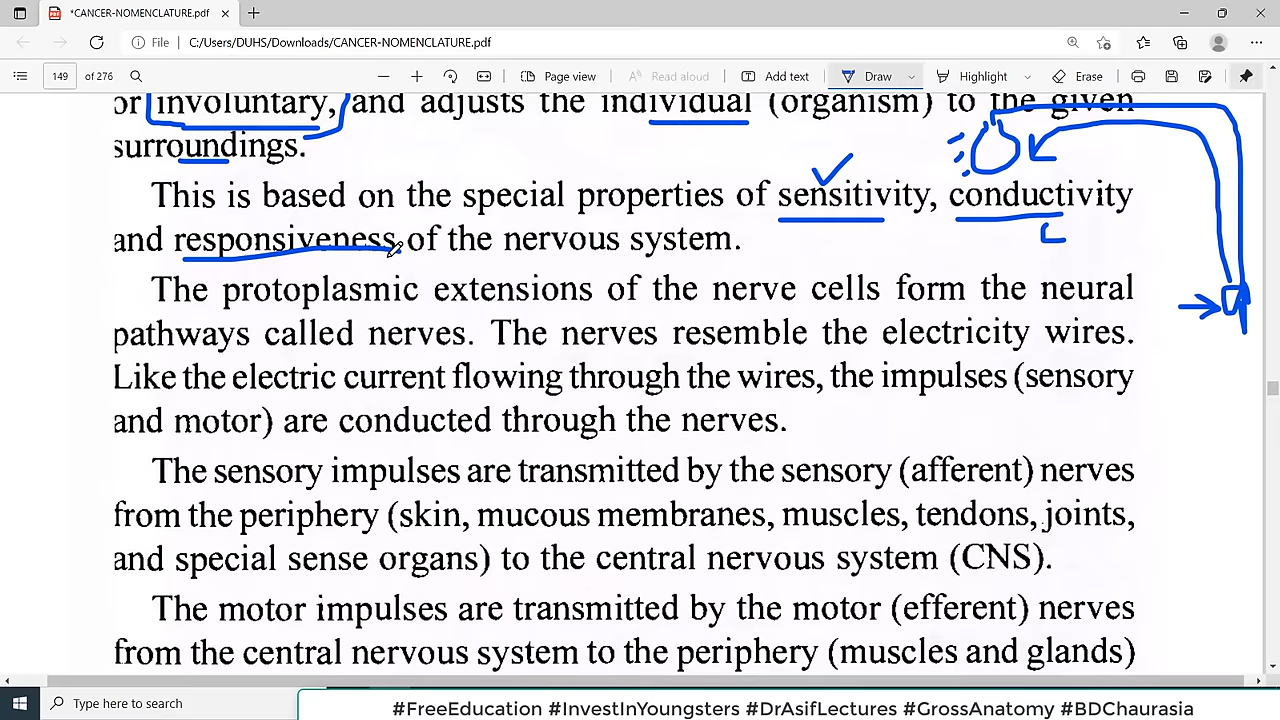 *CANCER-NOMENCLATURE.pdf
File C:/Users/DUHS/Downloads/CANCER-NOMENCLATURE.pdf
149 of 276 Page view Read aloud Add text Draw Highlight Erase
or involuntary, and adjusts the individual (organism) to the given
surroundings.
This is based on the special properties of sensitivity, conductivity
and responsiveness of the nervous system.
The protoplasmic extensions of the nerve cells form the neural
pathways called nerves. The nerves resemble the electricity wires.
Like the electric current flowing through the wires, the impulses (sensory
and motor) are conducted through the nerves.
The sensory impulses are transmitted by the sensory (afferent) nerves
from the periphery (skin, mucous membranes, muscles, tendons, joints,
and special sense organs) to the central nervous system (CNS).
The motor impulses are transmitted by the motor (efferent) nerves
from the central nervous system to the periphery (muscles and glands)
Type here to search
#FreeEducation #InvestInYoungsters #DrAsifLectures #GrossAnatomy #BDChaurasia